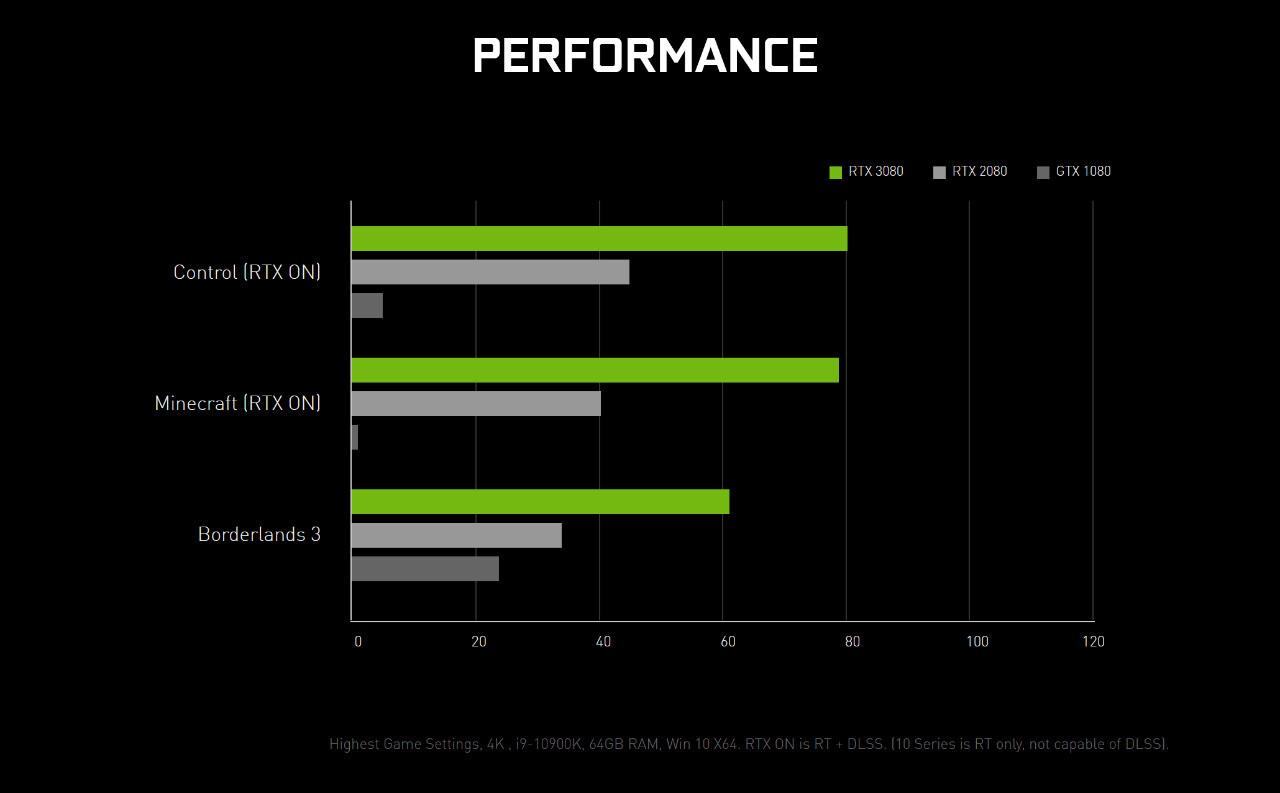 PERFORMANCE
RTX 3080 RTX 2080 GTX 1080
Control (RTX ON)
Minecraft (RTX ON)
Borderlands 3
0 20 40 60 80 100 120
Highest Game Settings, 4K , i9-10900K, 64GB RAM, Win 10 X64. RTX ON is RT + DLSS. (10 Series is RT only, not capable of DLSS).